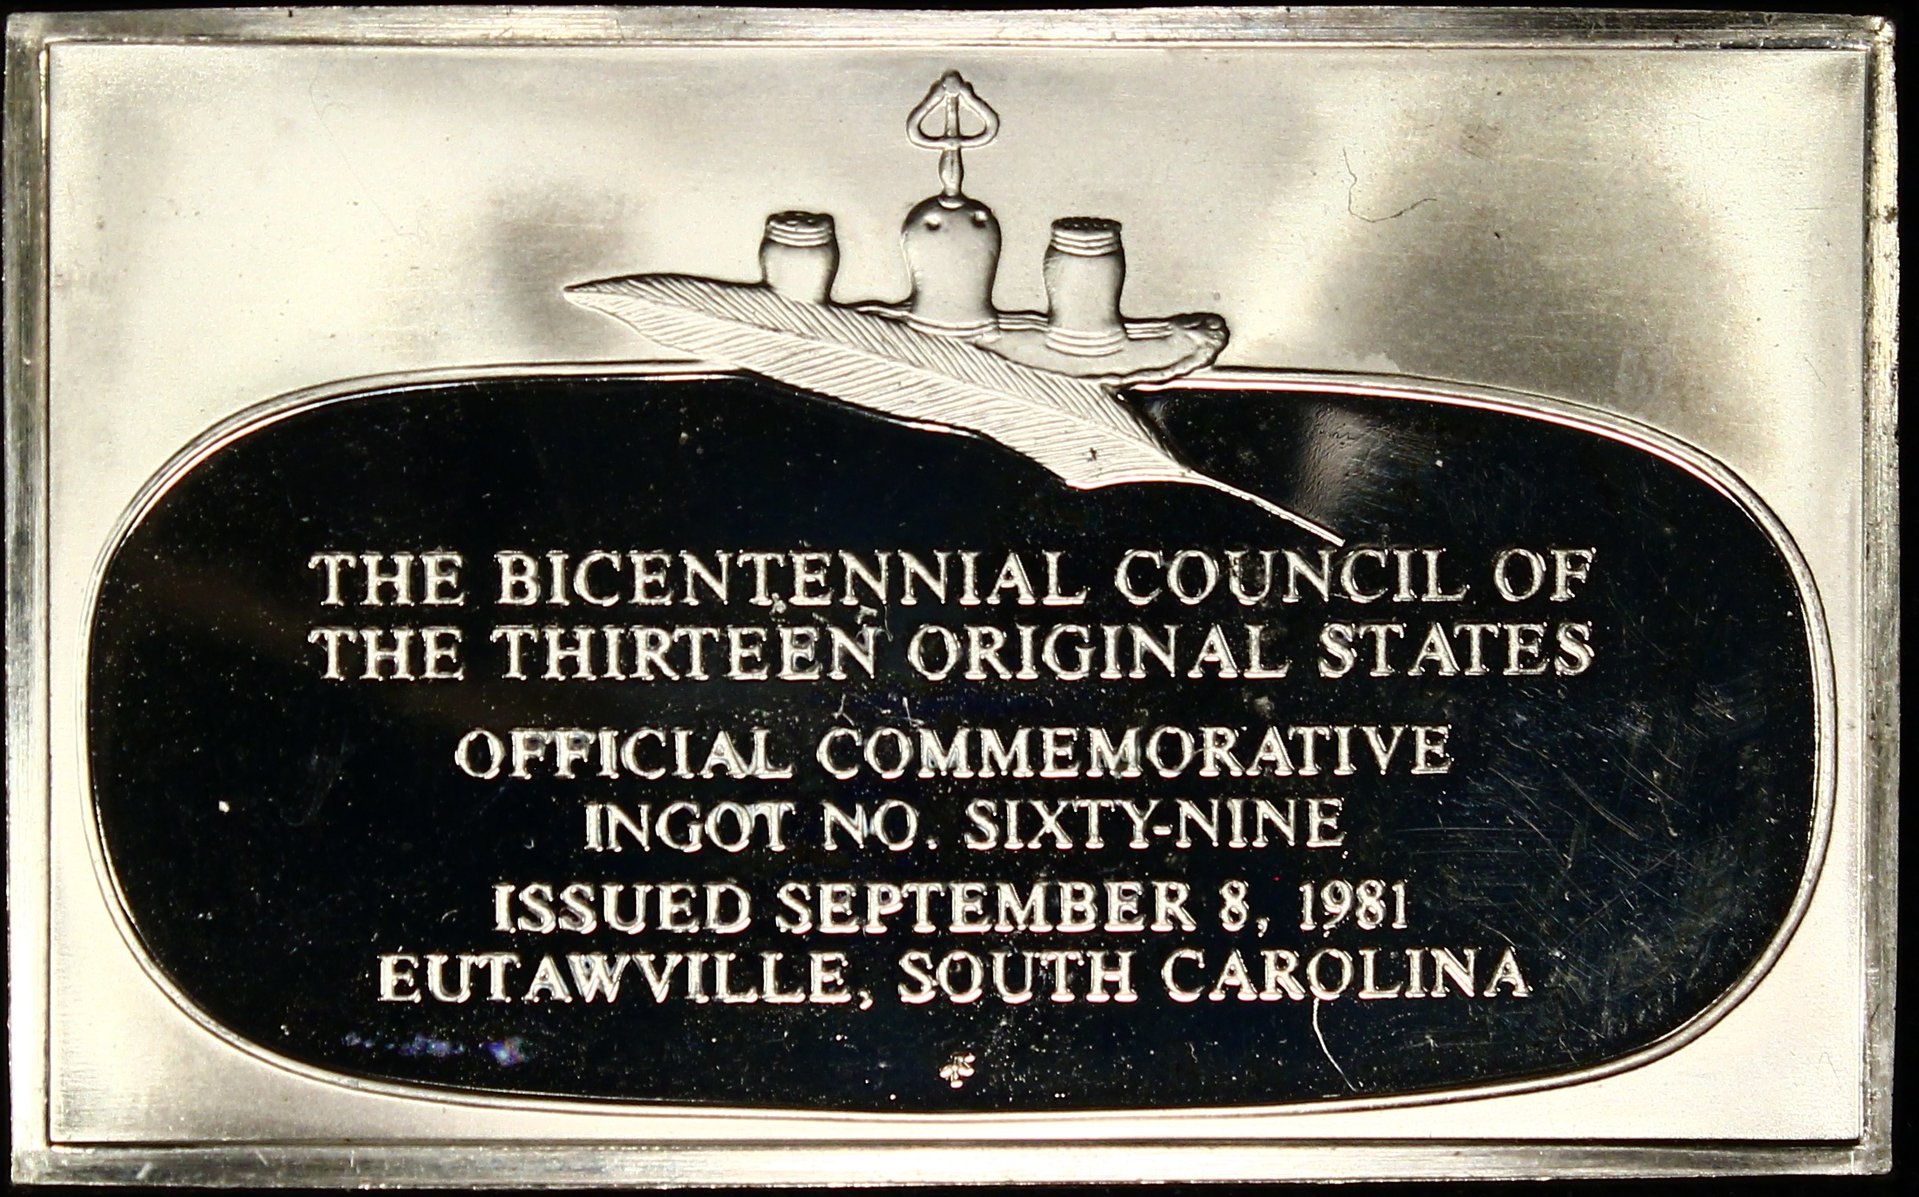 THE BICENTENNIAL COUNCIL OF
THE THIRTEEN ORIGINAL STATES
OFFICIAL COMMEMORATIVE
INGOT NO. SIXTY-NINE
ISSUED SEPTEMBER 8, 1981
EUTAWVILLE, SOUTH CAROLINA